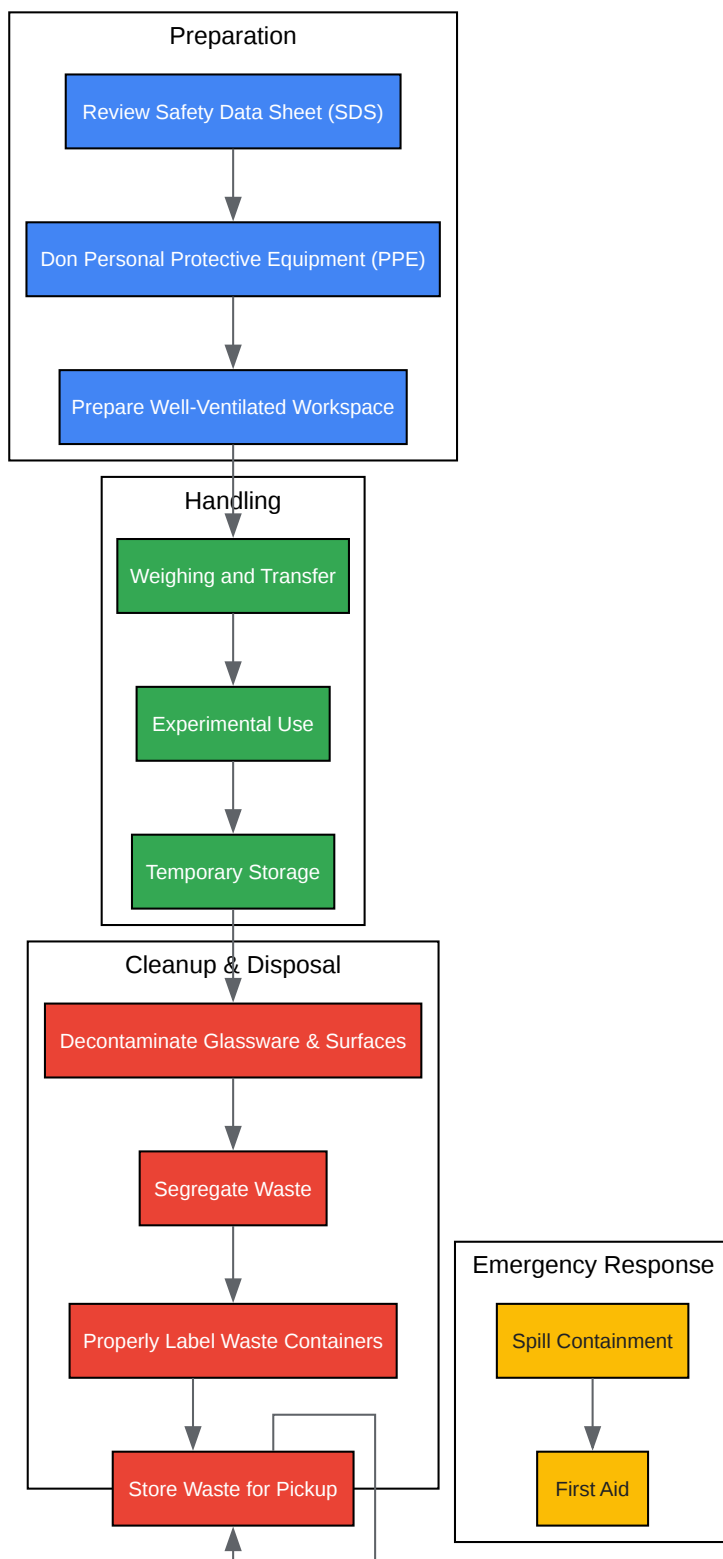 Preparation
Review Safety Data Sheet (SDS)
Don Personal Protective Equipment (PPE)
Prepare Well-Ventilated Workspace
Handling
Weighing and Transfer
Experimental Use
Temporary Storage
Cleanup & Disposal
Decontaminate Glassware & Surfaces
Segregate Waste
Properly Label Waste Containers
Store Waste for Pickup
Emergency Response
Spill Containment
First Aid